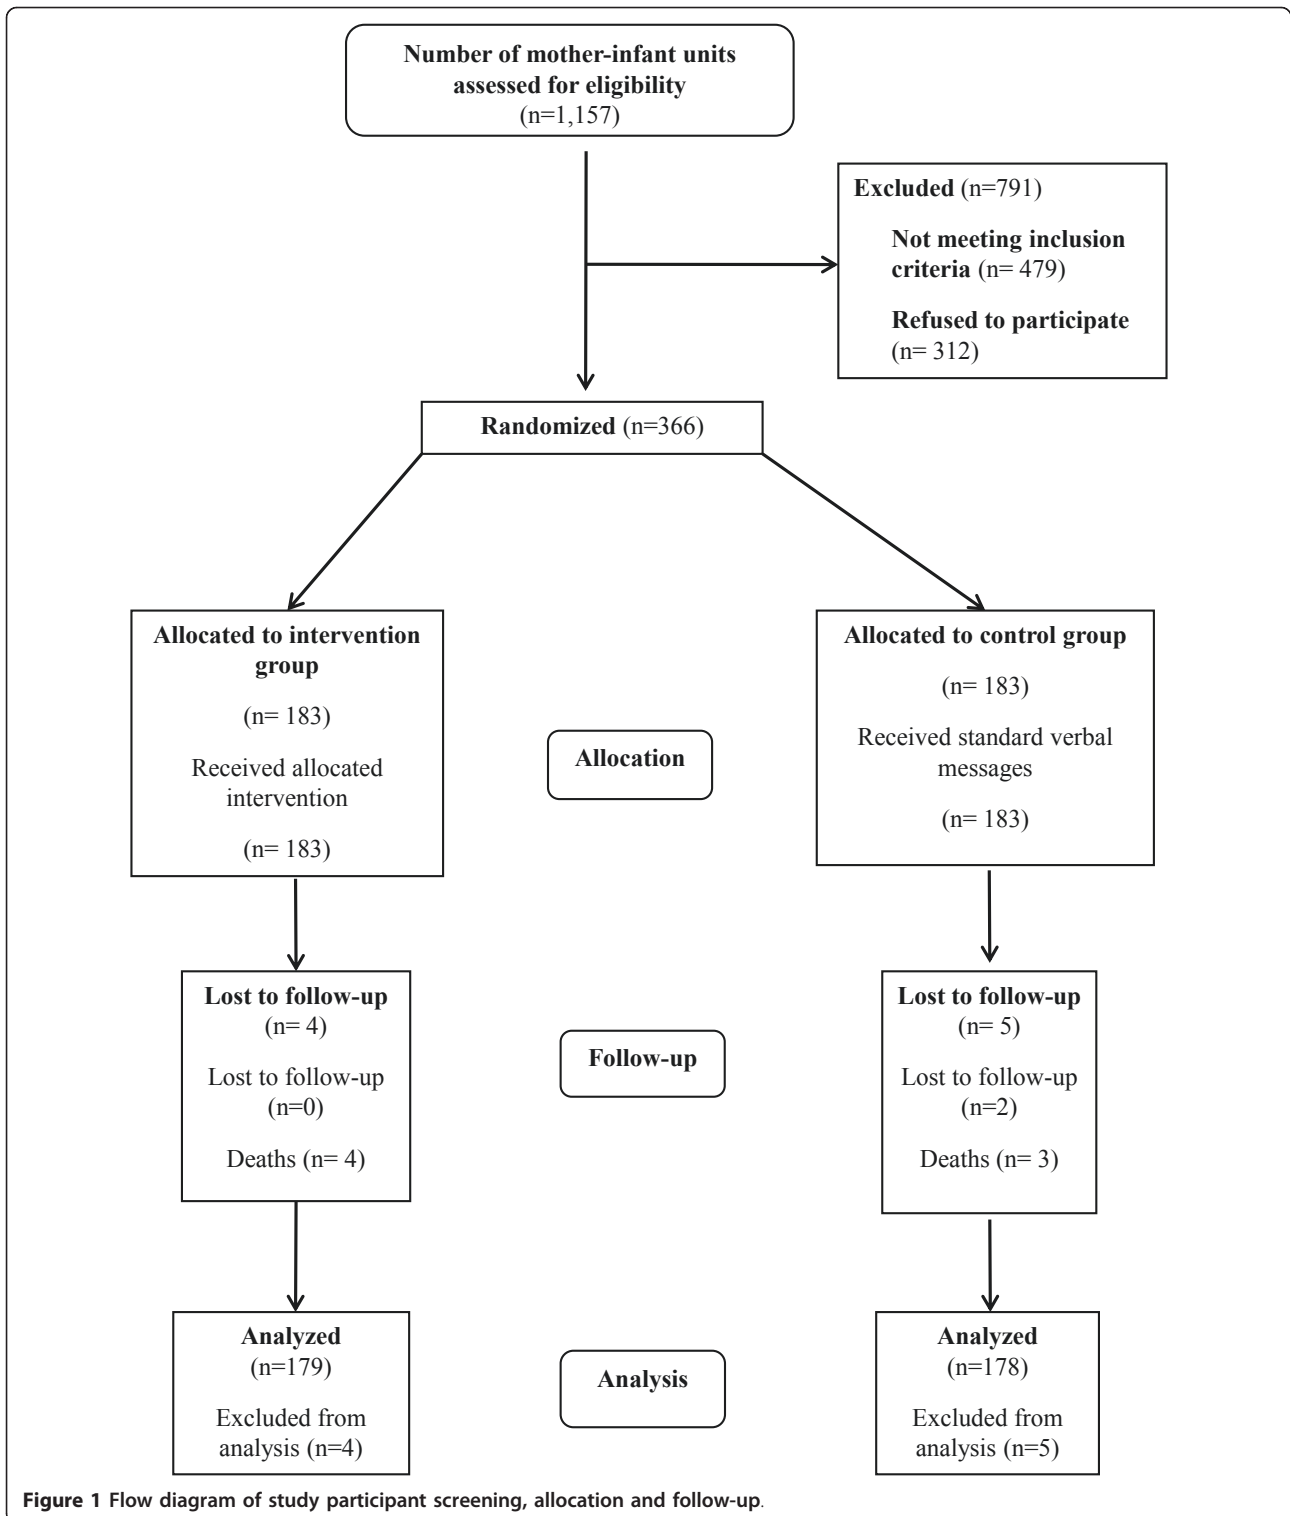 Number of mother-infant units
assessed for eligibility
(n=1,157)
Excluded (n=791)
Not meeting inclusion
criteria (n= 479)
Refused to participate
(n= 312)
Randomized (n=366)
Allocated to intervention
group
(n= 183)
Received allocated
intervention
(n= 183)
Allocation
Allocated to control group
(n= 183)
Received standard verbal
messages
(n= 183)
Lost to follow-up
(n= 4)
Lost to follow-up
(n=0)
Deaths (n= 4)
Follow-up
Lost to follow-up
(n= 5)
Lost to follow-up
(n=2)
Deaths (n= 3)
Analyzed
(n=179)
Excluded from
analysis (n=4)
Analysis
Analyzed
(n=178)
Excluded from
analysis (n=5)
Figure 1 Flow diagram of study participant screening, allocation and follow-up.